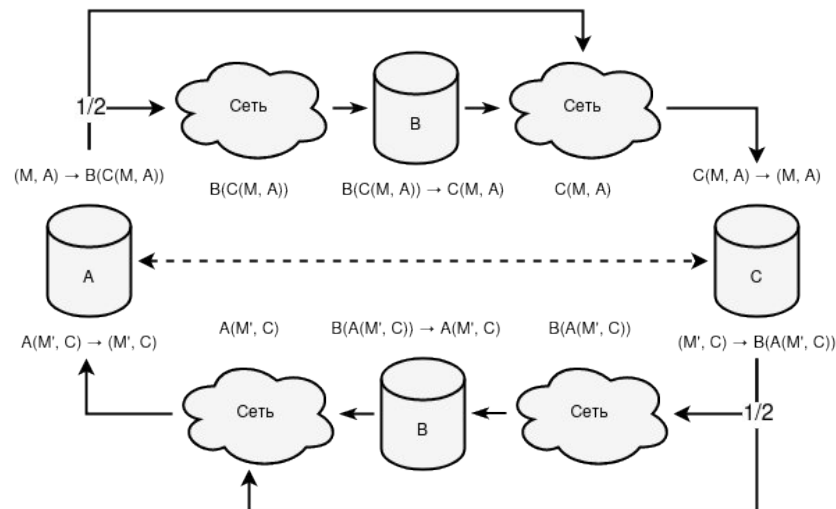 1/2
Сеть
B
Сеть
(M, A) → B(C(M, A))
B(C(M, A))
B(C(M, A)) → C(M, A)
C(M, A)
C(M, A) → (M, A)
A
C
A(M', C) → (M', C)
A(M', C)
B(A(M', C)) → A(M', C)
B(A(M', C))
(M', C) → B(A(M', C))
Сеть
B
Сеть
1/2